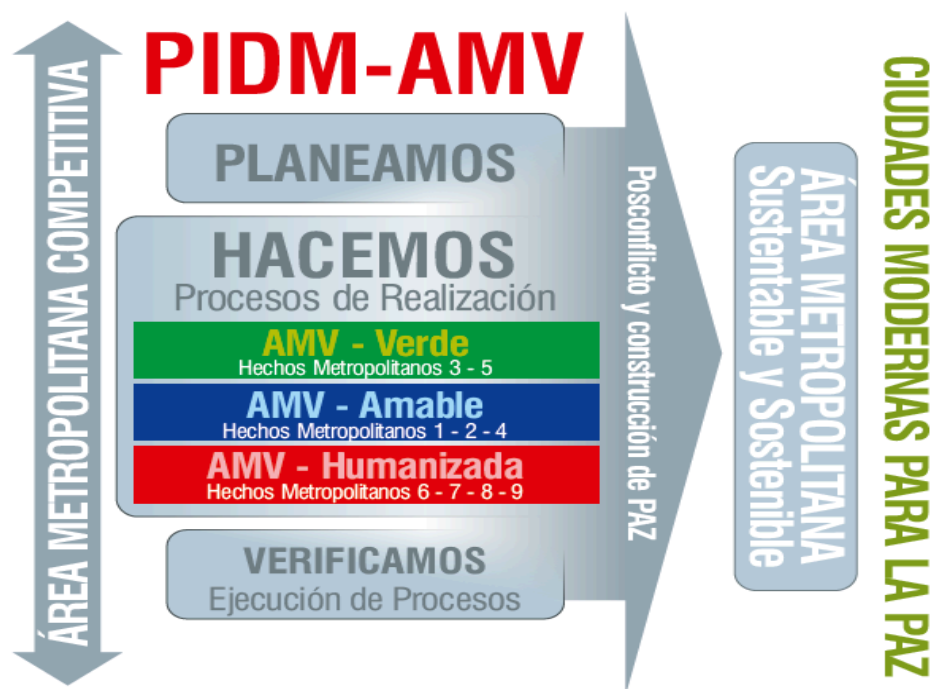 PIDM-AMV
ÁREA METROPOLITANA COMPETITIVA
PLANEAMOS
HACEMOS
Procesos de Realización
AMV - Verde
Hechos Metropolitanos 3 - 5
AMV - Amable
Hechos Metropolitanos 1 - 2 - 4
AMV - Humanizada
Hechos Metropolitanos 6 - 7 - 8 - 9
VERIFICAMOS
Ejecución de Procesos
Posconflicto y construcción de PAZ
ÁREA METROPOLITANA
Sustentable y Sostenible
CIUDADES MODERNAS PARA LA PAZ